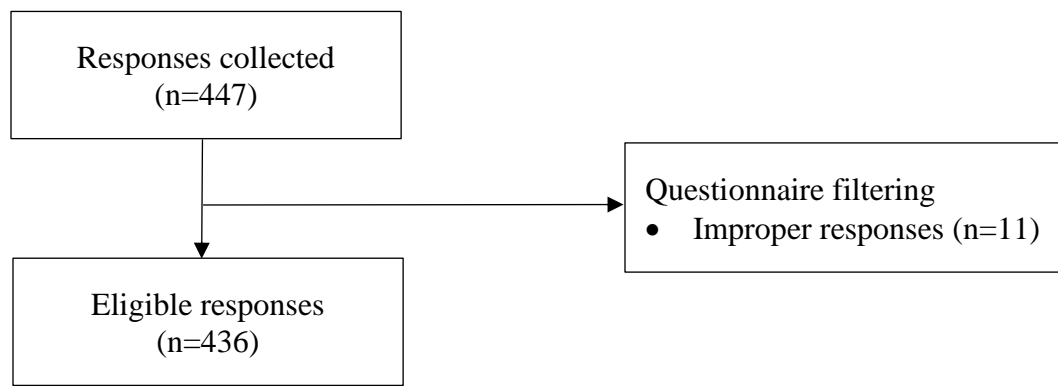 Responses collected
(n=447)
Questionnaire filtering
• Improper responses (n=11)
Eligible responses
(n=436)